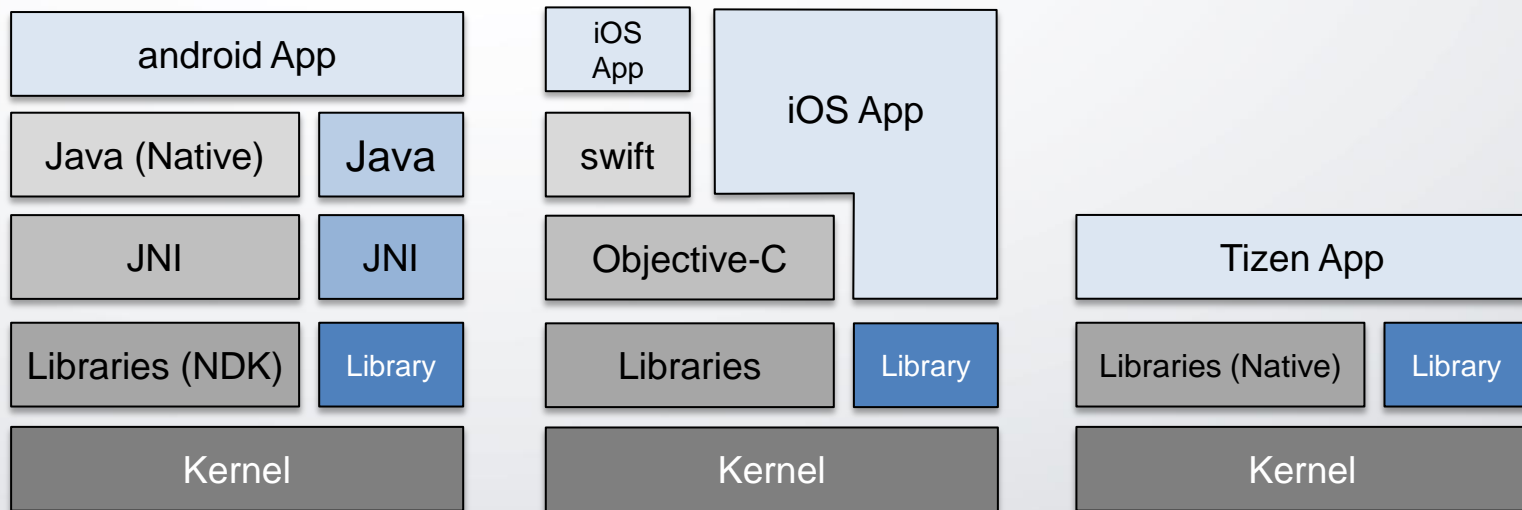 android App
Java (Native)
Java
JNI
JNI
Libraries (NDK)
Library
Kernel
iOS
App
iOS App
swift
Objective-C
Libraries
Library
Kernel
Tizen App
Libraries (Native)
Library
Kernel